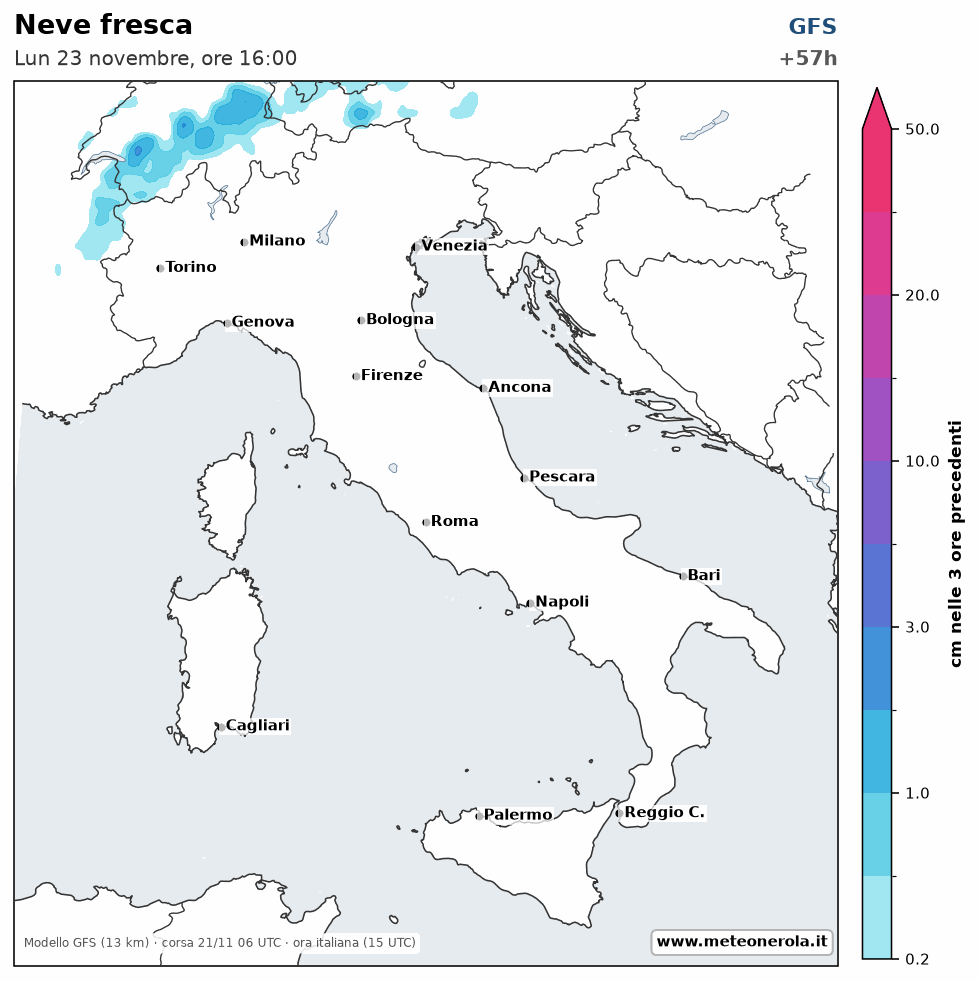 Neve fresca
GFS
Lun 23 novembre, ore 16:00
+57h
Milano
Venezia
Torino
Genova
Bologna
Firenze
Ancona
Pescara
Roma
Bari
Napoli
Cagliari
Palermo
Reggio C.
Modello GFS (13 km) · corsa 21/11 06 UTC · ora italiana (15 UTC)
www.meteonerola.it
50.0
20.0
10.0
3.0
1.0
0.2
cm nelle 3 ore precedenti